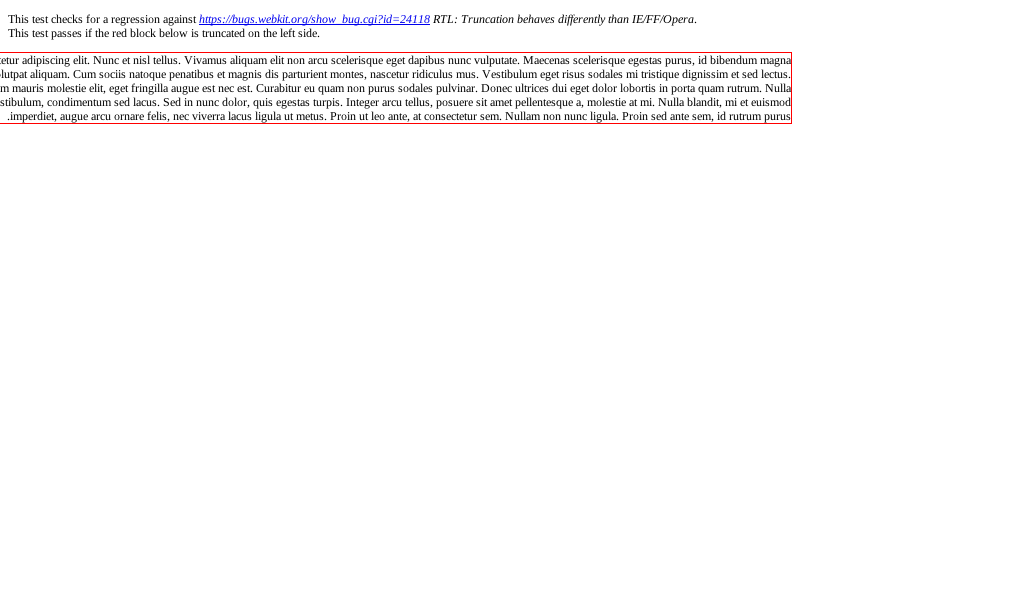 This test checks for a regression against https://bugs.webkit.org/show_bug.cgi?id=24118 RTL: Truncation behaves differently than IE/FF/Opera.
This test passes if the red block below is truncated on the left side.
adipiscing elit. Nunc et nisl tellus. Vivamus aliquam elit non arcu scelerisque eget dapibus nunc vulputate. Maecenas scelerisque egestas purus, id bibendum magna
aliquam. Cum sociis natoque penatibus et magnis dis parturient montes, nascetur ridiculus mus. Vestibulum eget risus sodales mi tristique dignissim et sed lectus.
mauris molestie elit, eget fringilla augue est nec est. Curabitur eu quam non purus sodales pulvinar. Donec ultrices dui eget dolor lobortis in porta quam rutrum. Nulla
condimentum sed lacus. Sed in nunc dolor, quis egestas turpis. Integer arcu tellus, posuere sit amet pellentesque a, molestie at mi. Nulla blandit, mi et euismod
.imperdiet, augue arcu ornare felis, nec viverra lacus ligula ut metus. Proin ut leo ante, at consectetur sem. Nullam non nunc ligula. Proin sed ante sem, id rutrum purus